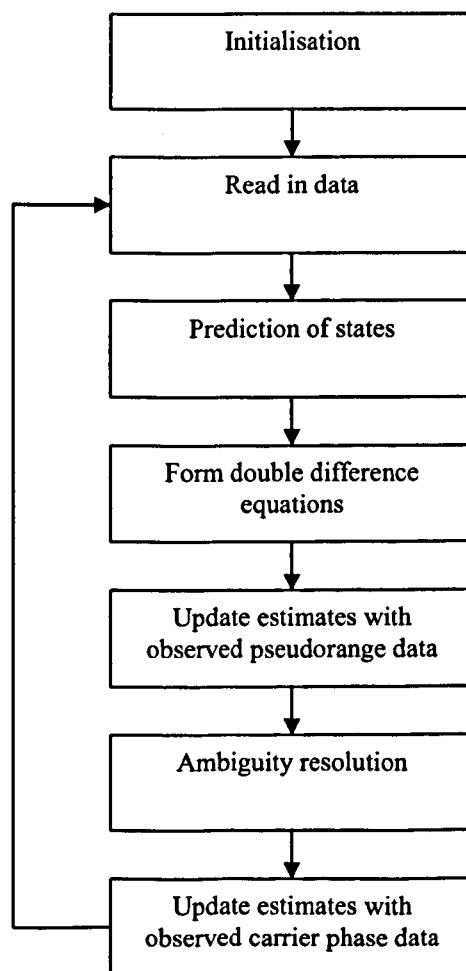 Initialisation
Read in data
Prediction of states
Form double difference
equations
Update estimates with
observed pseudorange data
Ambiguity resolution
Update estimates with
observed carrier phase data